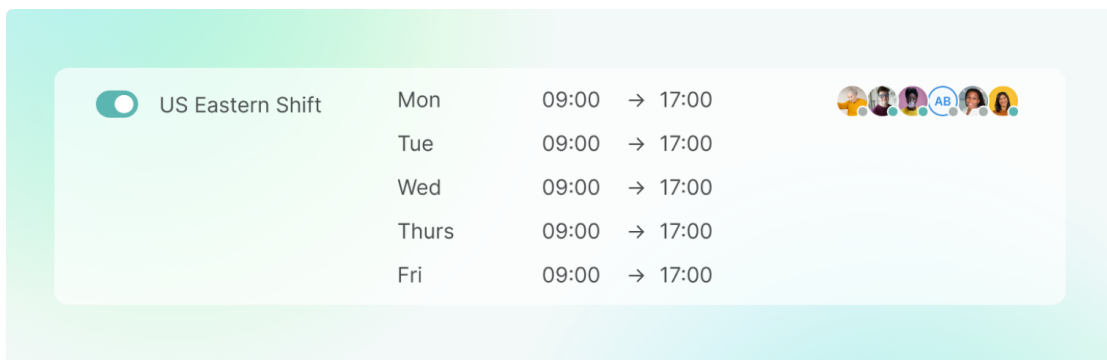 US Eastern Shift Mon 09:00 → 17:00 AB
Tue 09:00 → 17:00
Wed 09:00 → 17:00
Thurs 09:00 → 17:00
Fri 09:00 → 17:00